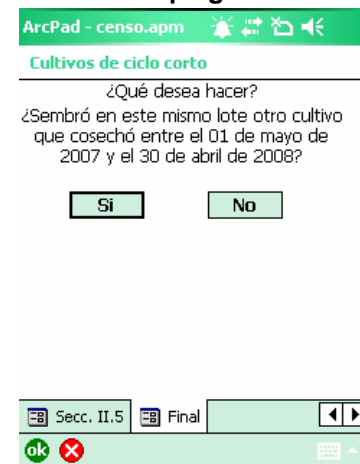 ArcPad - censo.apm
Cultivos de ciclo corto
¿Qué desea hacer?
¿Sembró en este mismo lote otro cultivo
que cosechó entre el 01 de mayo de
2007 y el 30 de abril de 2008?
Si No
Secc. II.5 Final
ok